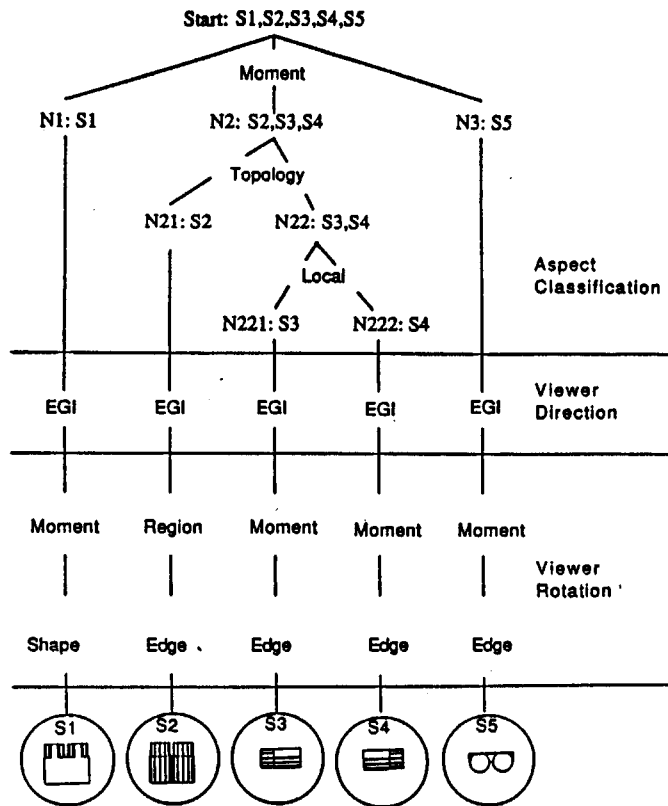 Start: S1,S2,S3,S4,S5
Moment
N1: S1 N2: S2,S3,S4 N3: S5
Topology
N21: S2 N22: S3,S4
Local
Aspect
Classification
N221: S3 N222: S4
EGI EGI EGI EGI EGI
Viewer
Direction
Moment Region Moment Moment Moment
Viewer
Rotation
Shape Edge Edge Edge Edge
S1 S2 S3 S4 S5